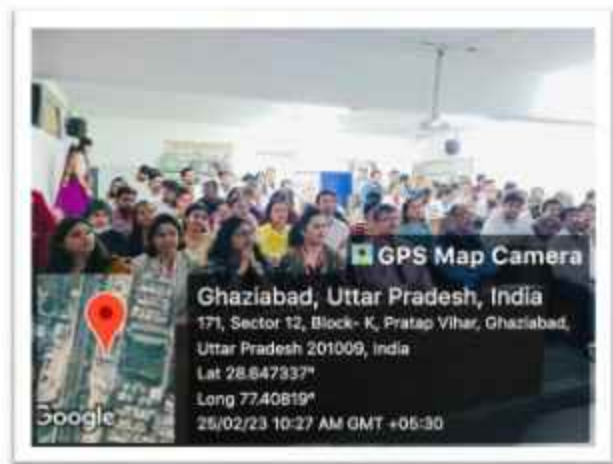 GPS Map Camera
Ghaziabad, Uttar Pradesh, India
171, Sector 12, Block- K, Pratap Vihar, Ghaziabad,
Uttar Pradesh 201009, India
Lat 28.647337°
Long 77.40819°
25/02/23 10:27 AM GMT +05:30
Google